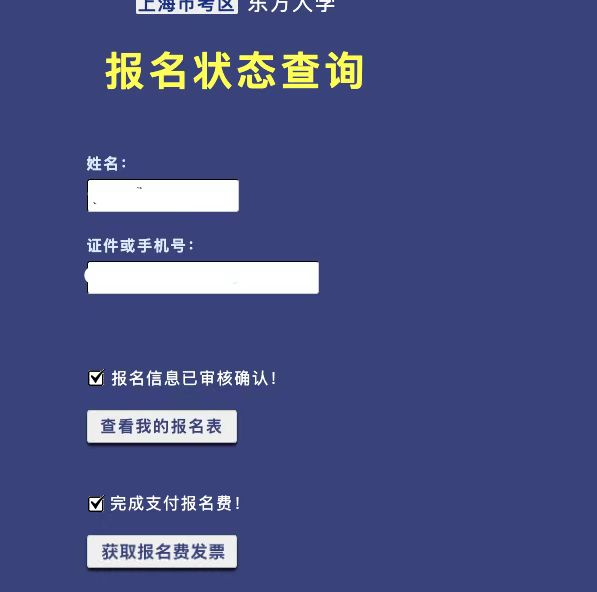 上海市考区 东方大学
报名状态查询
姓名：
证件或手机号：
报名信息已审核确认！
查看我的报名表
完成支付报名费！
获取报名费发票